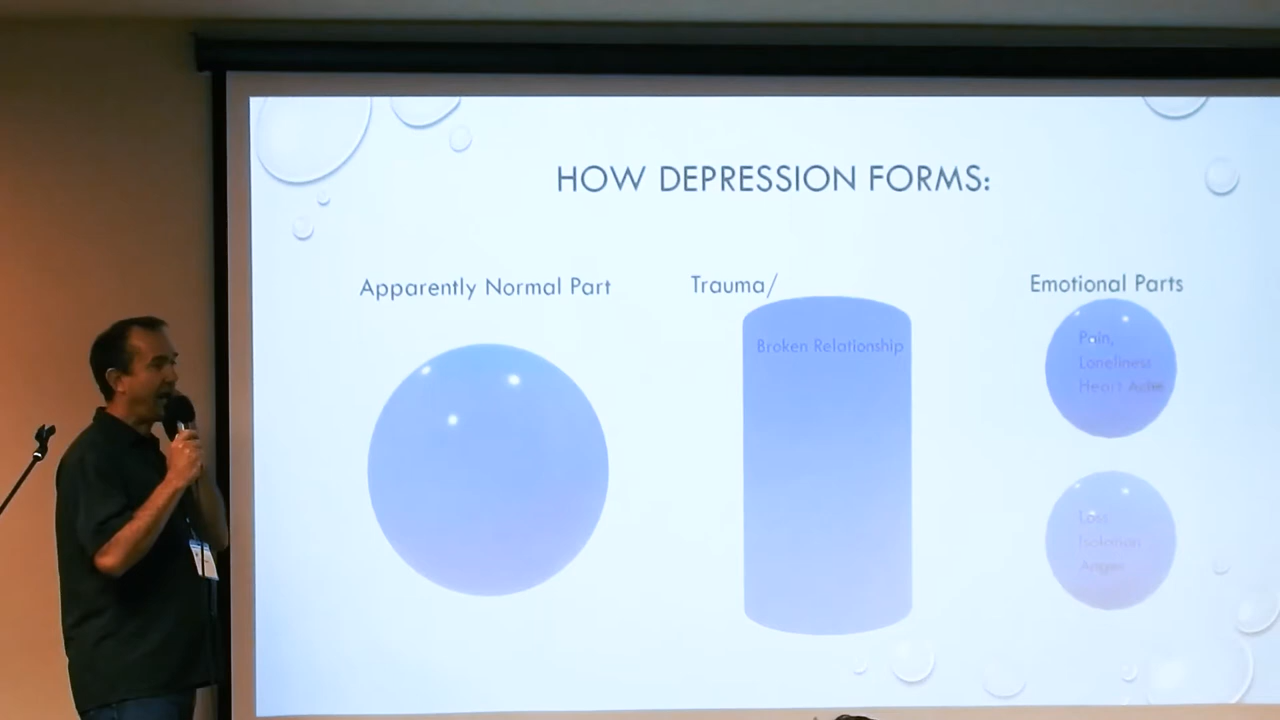 HOW DEPRESSION FORMS:
Apparently Normal Part
Trauma/
Broken Relationship
Emotional Parts
Pain,
Loneliness
Heart Ache
Loss
Isolation
Anger